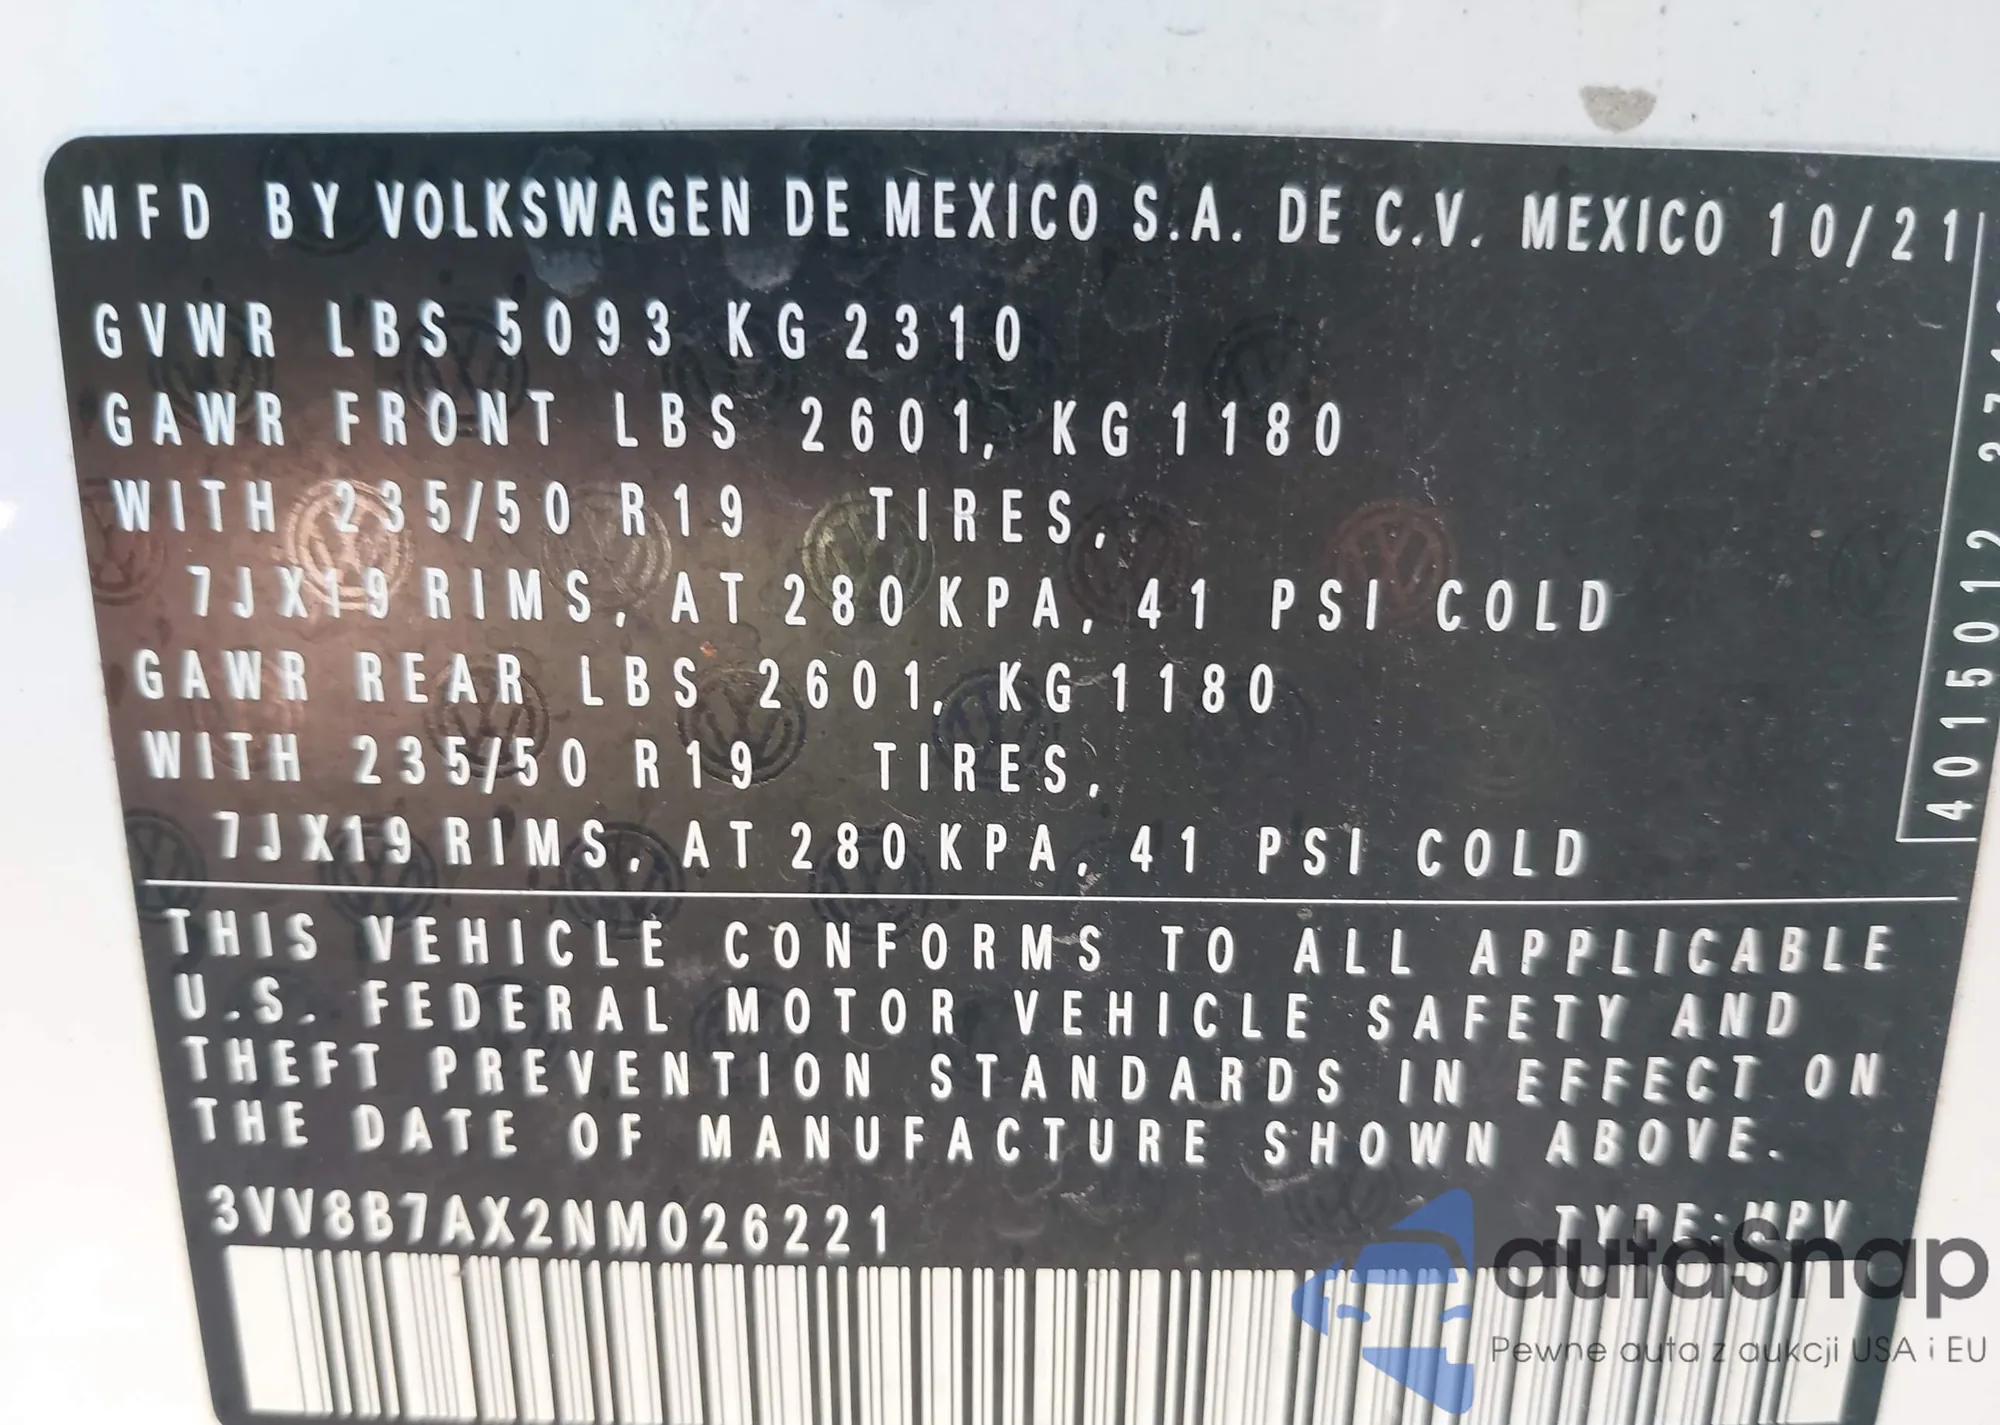 MFD BY VOLKSWAGEN DE MEXICO S.A. DE C.V. MEXICO 10/21
GVWR LBS 5093 KG 2310
GAWR FRONT LBS 2601, KG 1180
WITH 235/50 R19 TIRES,
7JX19 RIMS, AT 280 KPA, 41 PSI COLD
GAWR REAR LBS 2601, KG 1180
WITH 235/50 R19 TIRES,
7JX19 RIMS, AT 280 KPA, 41 PSI COLD
THIS VEHICLE CONFORMS TO ALL APPLICABLE
U.S. FEDERAL MOTOR VEHICLE SAFETY AND
THEFT PREVENTION STANDARDS IN EFFECT ON
THE DATE OF MANUFACTURE SHOWN ABOVE.
3VV8B7AX2NM026221 TYPE: MPV
4015012
autaSnap
Pewne auta z aukcji USA i EU